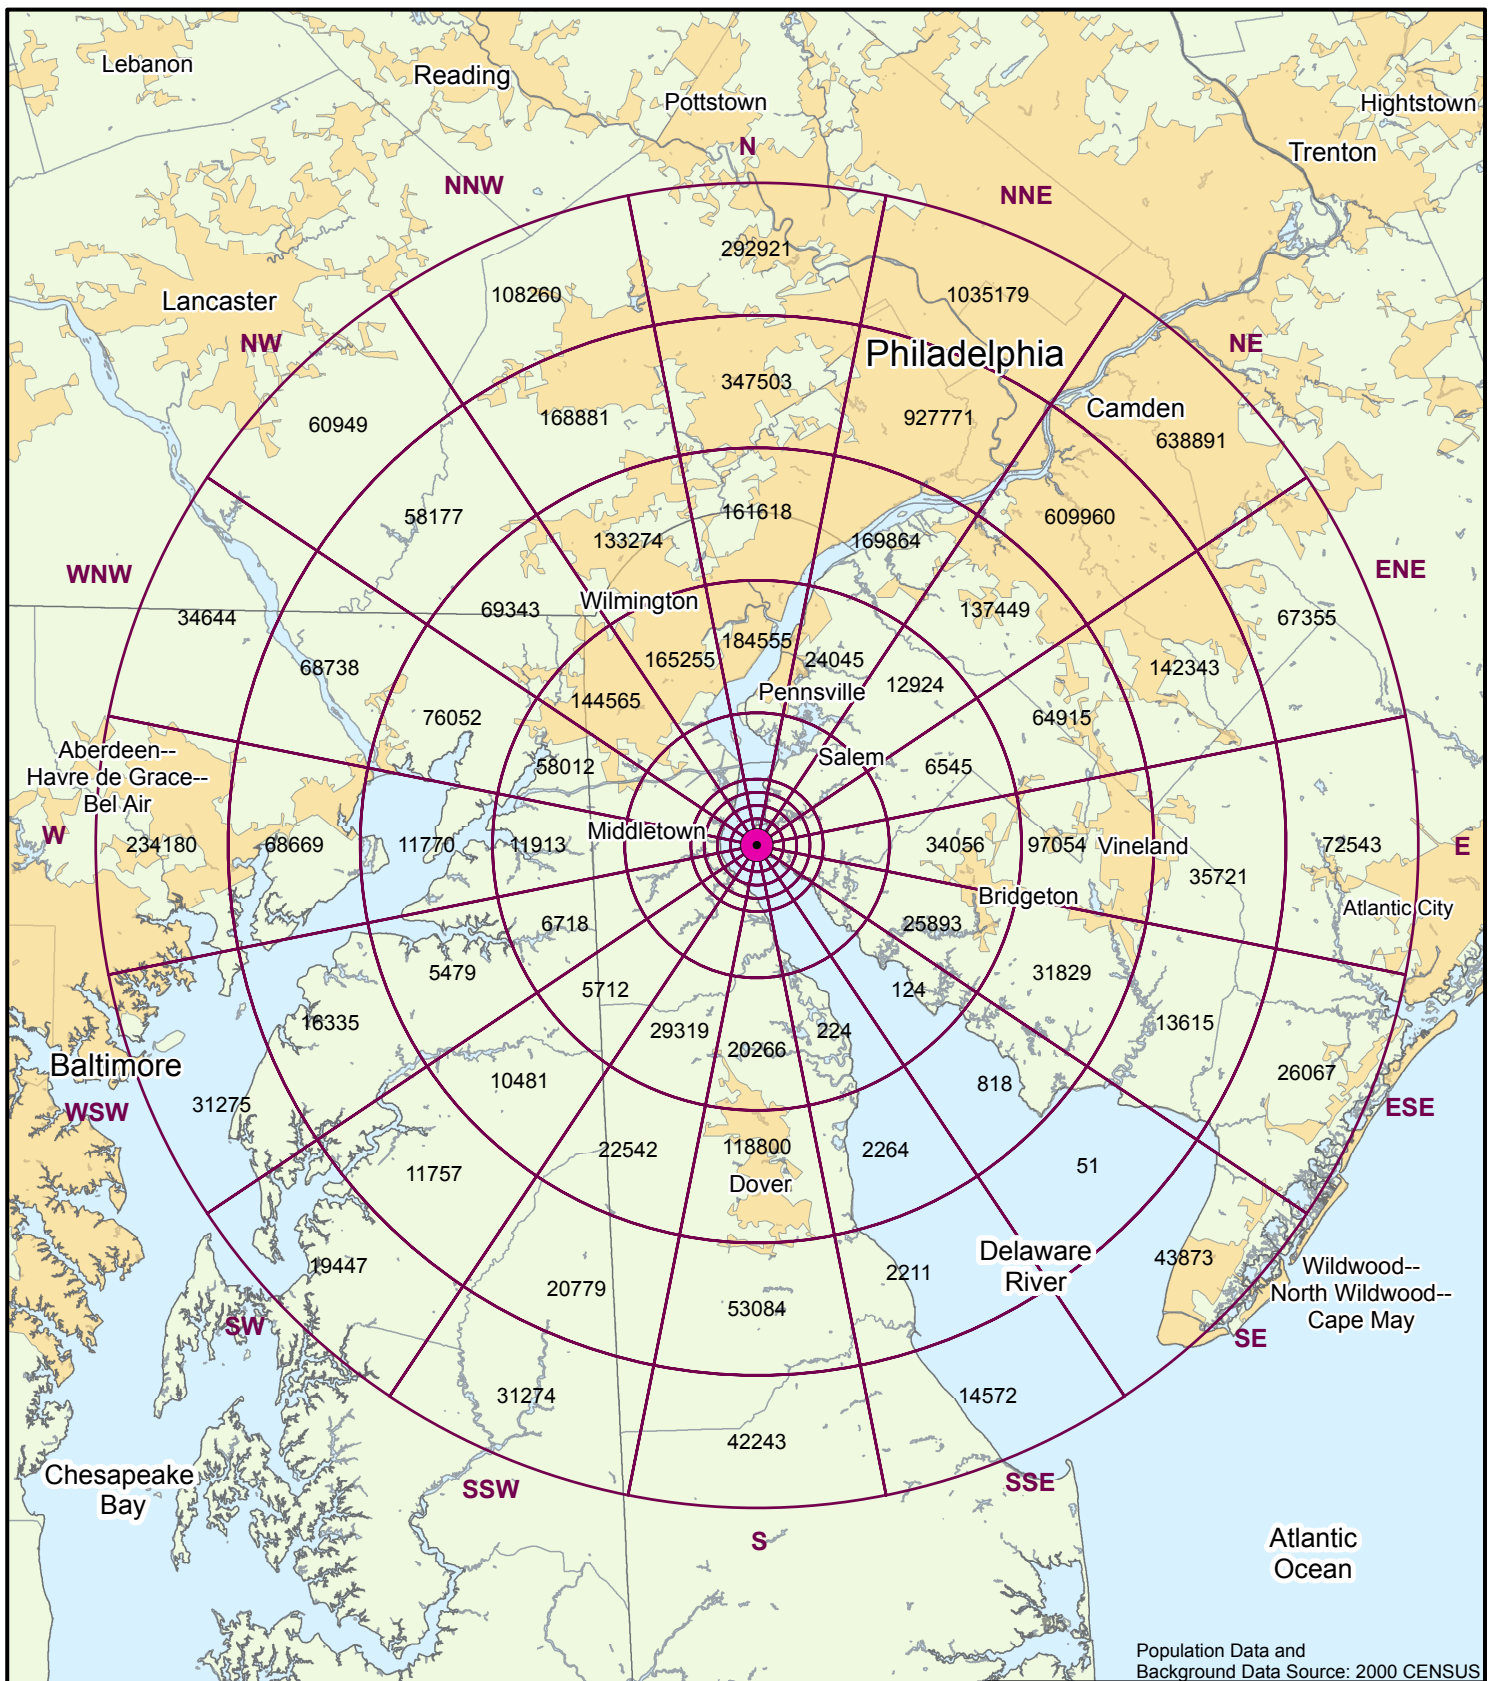 Lebanon
Reading
Pottstown
Hightstown
Trenton
N
NNW
NNE
292921
108260
1035179
Lancaster
NW
NE
Philadelphia
347503
Camden
60949
168881
927771
638891
58177
161618
609960
133274
169864
WNW
ENE
Wilmington
69343
137449
34644
67355
184555
165255
24045
68738
142343
12924
Pennsville
144565
76052
64915
Aberdeen--
Havre de Grace--
Bel Air
58012
Salem
6545
W
Middletown
234180
68669
11770
11913
34056
97054
Vineland
72543
E
35721
Bridgeton
Atlantic City
6718
25893
5479
31829
5712
124
16335
29319
224
13615
20266
Baltimore
10481
818
26067
31275
WSW
ESE
22542
118800
2264
11757
51
Dover
19447
Delaware
River
43873
2211
Wildwood--
North Wildwood--
Cape May
20779
53084
SW
SE
31274
14572
42243
Chesapeake
Bay
SSW
SSE
S
Atlantic
Ocean
Population Data and
Background Data Source: 2000 CENSUS